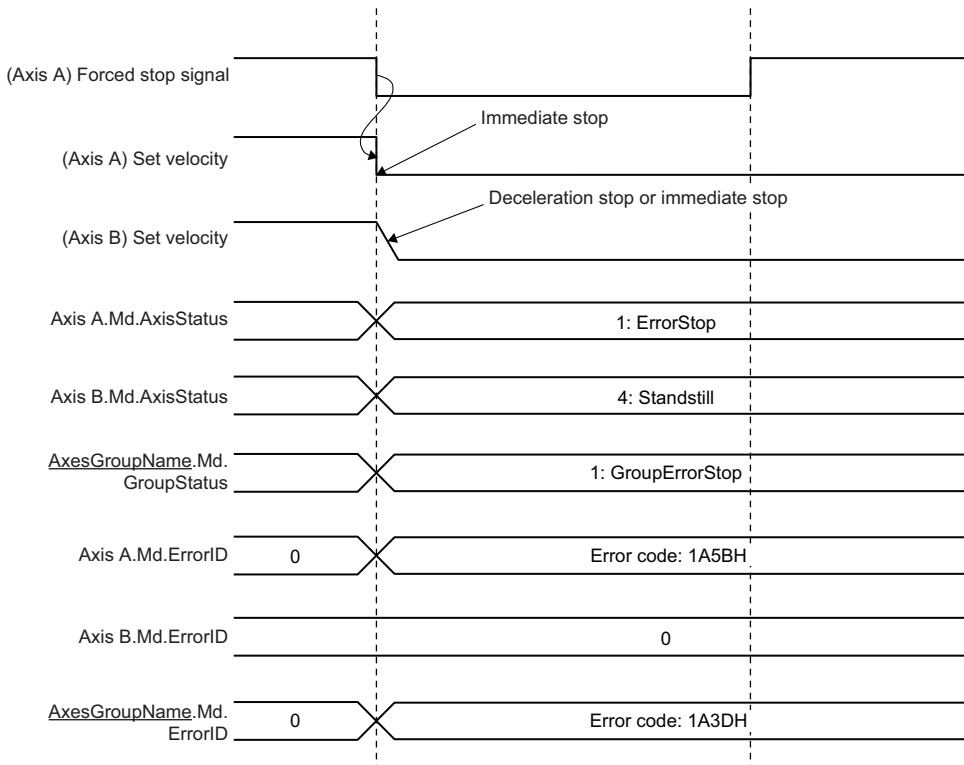 (Axis A) Forced stop signal
Immediate stop
(Axis A) Set velocity
Deceleration stop or immediate stop
(Axis B) Set velocity
Axis A.Md.AxisStatus
1: ErrorStop
Axis B.Md.AxisStatus
4: Standstill
AxesGroupName.Md.
GroupStatus
1: GroupErrorStop
Axis A.Md.ErrorID
0
Error code: 1A5BH
Axis B.Md.ErrorID
0
AxesGroupName.Md.
ErrorID
0
Error code: 1A3DH